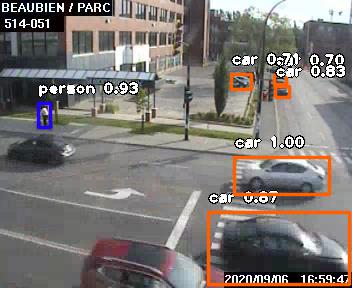 BEAUBIEN / PARC
514-051
car 0.71
0.70
car 0.83
person 0.93
car 1.00
car 0.87
2020/09/06 16:59:47